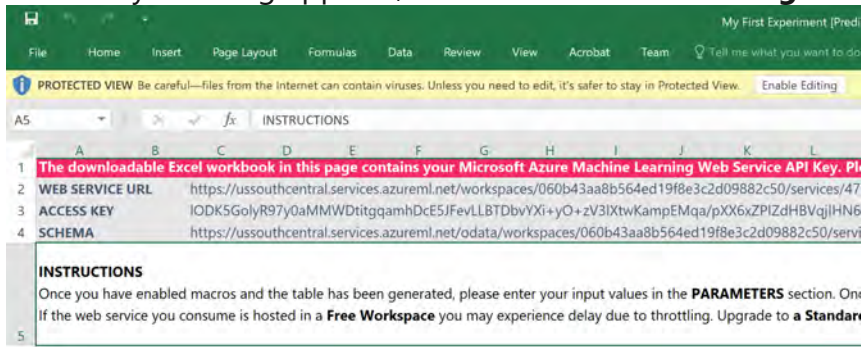 My First Experiment [Predi
File Home Insert Page Layout Formulas Data Review View Acrobat Team Tell me what you want to do
PROTECTED VIEW Be careful—files from the Internet can contain viruses. Unless you need to edit, it's safer to stay in Protected View. Enable Editing
A5 fx INSTRUCTIONS
A B C D E F G H I J K L
1 The downloadable Excel workbook in this page contains your Microsoft Azure Machine Learning Web Service API Key. Ple
2 WEB SERVICE URL https://ussouthcentral.services.azureml.net/workspaces/060b43aa8b564ed19f8e3c2d09882c50/services/47
3 ACCESS KEY
4 SCHEMA https://ussouthcentral.services.azureml.net/odata/workspaces/060b43aa8b564ed19f8e3c2d09882c50/servi
INSTRUCTIONS
Once you have enabled macros and the table has been generated, please enter your input values in the PARAMETERS section. Onc
If the web service you consume is hosted in a Free Workspace you may experience delay due to throttling. Upgrade to a Standar
5